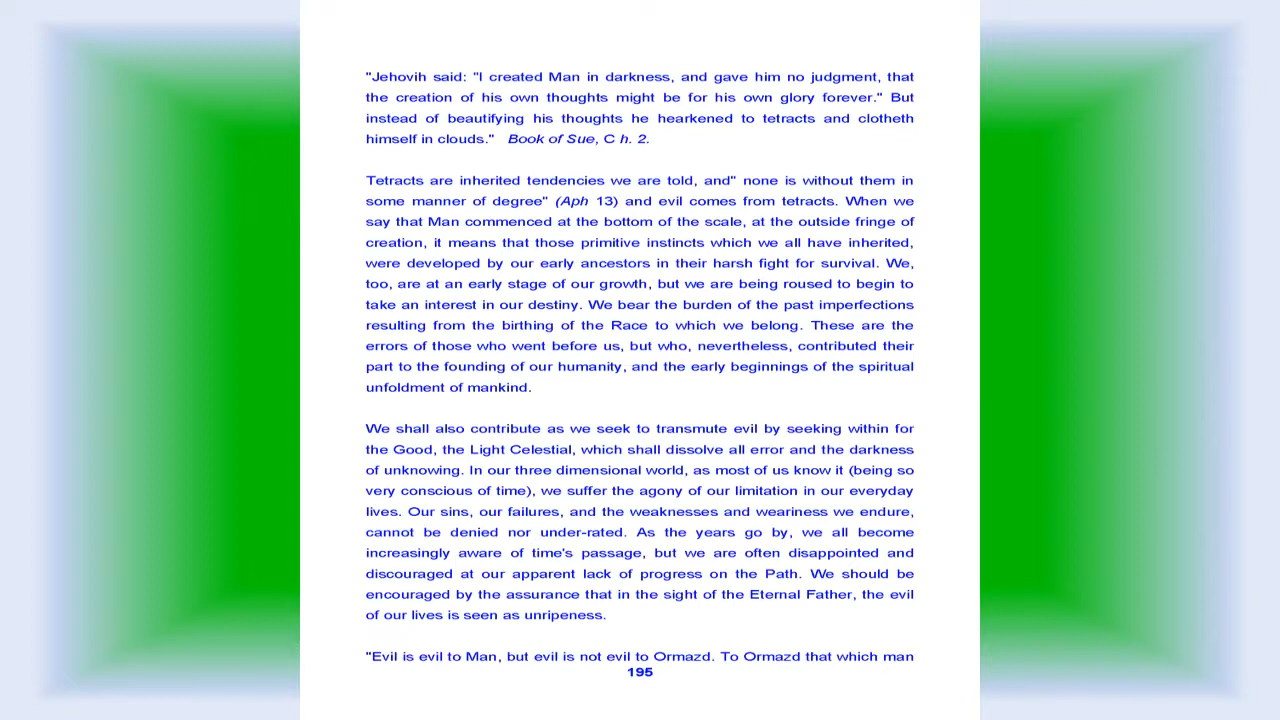 "Jehovih said: "I created Man in darkness, and gave him no judgment, that
the creation of his own thoughts might be for his own glory forever." But
instead of beautifying his thoughts he hearkened to tetracts and clotheth
himself in clouds." Book of Sue, C h. 2.
Tetracts are inherited tendencies we are told, and" none is without them in
some manner of degree" (Aph 13) and evil comes from tetracts. When we
say that Man commenced at the bottom of the scale, at the outside fringe of
creation, it means that those primitive instincts which we all have inherited,
were developed by our early ancestors in their harsh fight for survival. We,
too, are at an early stage of our growth, but we are being roused to begin to
take an interest in our destiny. We bear the burden of the past imperfections
resulting from the birthing of the Race to which we belong. These are the
errors of those who went before us, but who, nevertheless, contributed their
part to the founding of our humanity, and the early beginnings of the spiritual
unfoldment of mankind.
We shall also contribute as we seek to transmute evil by seeking within for
the Good, the Light Celestial, which shall dissolve all error and the darkness
of unknowing. In our three dimensional world, as most of us know it (being so
very conscious of time), we suffer the agony of our limitation in our everyday
lives. Our sins, our failures, and the weaknesses and weariness we endure,
cannot be denied nor under-rated. As the years go by, we all become
increasingly aware of time's passage, but we are often disappointed and
discouraged at our apparent lack of progress on the Path. We should be
encouraged by the assurance that in the sight of the Eternal Father, the evil
of our lives is seen as unripeness.
"Evil is evil to Man, but evil is not evil to Ormazd. To Ormazd that which man
195